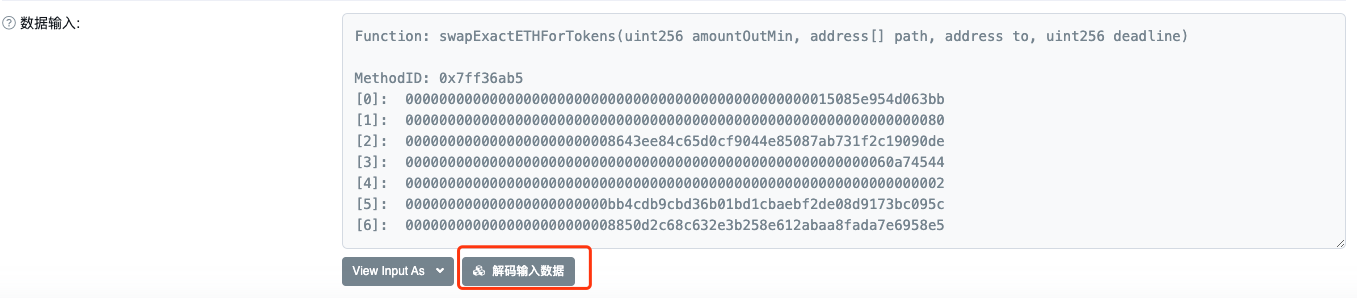 数据输入:
Function: swapExactETHForTokens(uint256 amountOutMin, address[] path, address to, uint256 deadline)
MethodID: 0x7ff36ab5
[0]: 00000000000000000000000000000000000000000000000000015085e954d063bb
[1]: 0000000000000000000000000000000000000000000000000000000000000080
[2]: 0000000000000000000000008643ee84c65d0cf9044e85087ab731f2c19090de
[3]: 0000000000000000000000000000000000000000000000000000000060a74544
[4]: 0000000000000000000000000000000000000000000000000000000000000002
[5]: 000000000000000000000000bb4cdb9cbd36b01bd1cbaebf2de08d9173bc095c
[6]: 0000000000000000000000008850d2c68c632e3b258e612abaa8fada7e6958e5
View Input As
解码输入数据